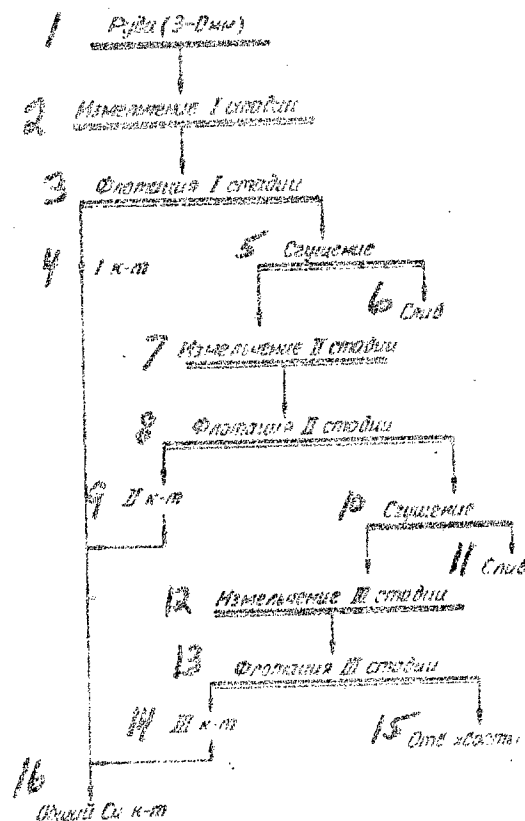 1 Руда (3-0мм)
2 Измельчение I стадии
3 Флотация I стадии
4 I к-т
5 Сгущение
6 Слив
7 Измельчение II стадии
8 Флотация II стадии
9 II к-т
10 Сгущение
11 Слив
12 Измельчение III стадии
13 Флотация III стадии
14 III к-т
15 Отв хвосты
16 Общий Cu к-т